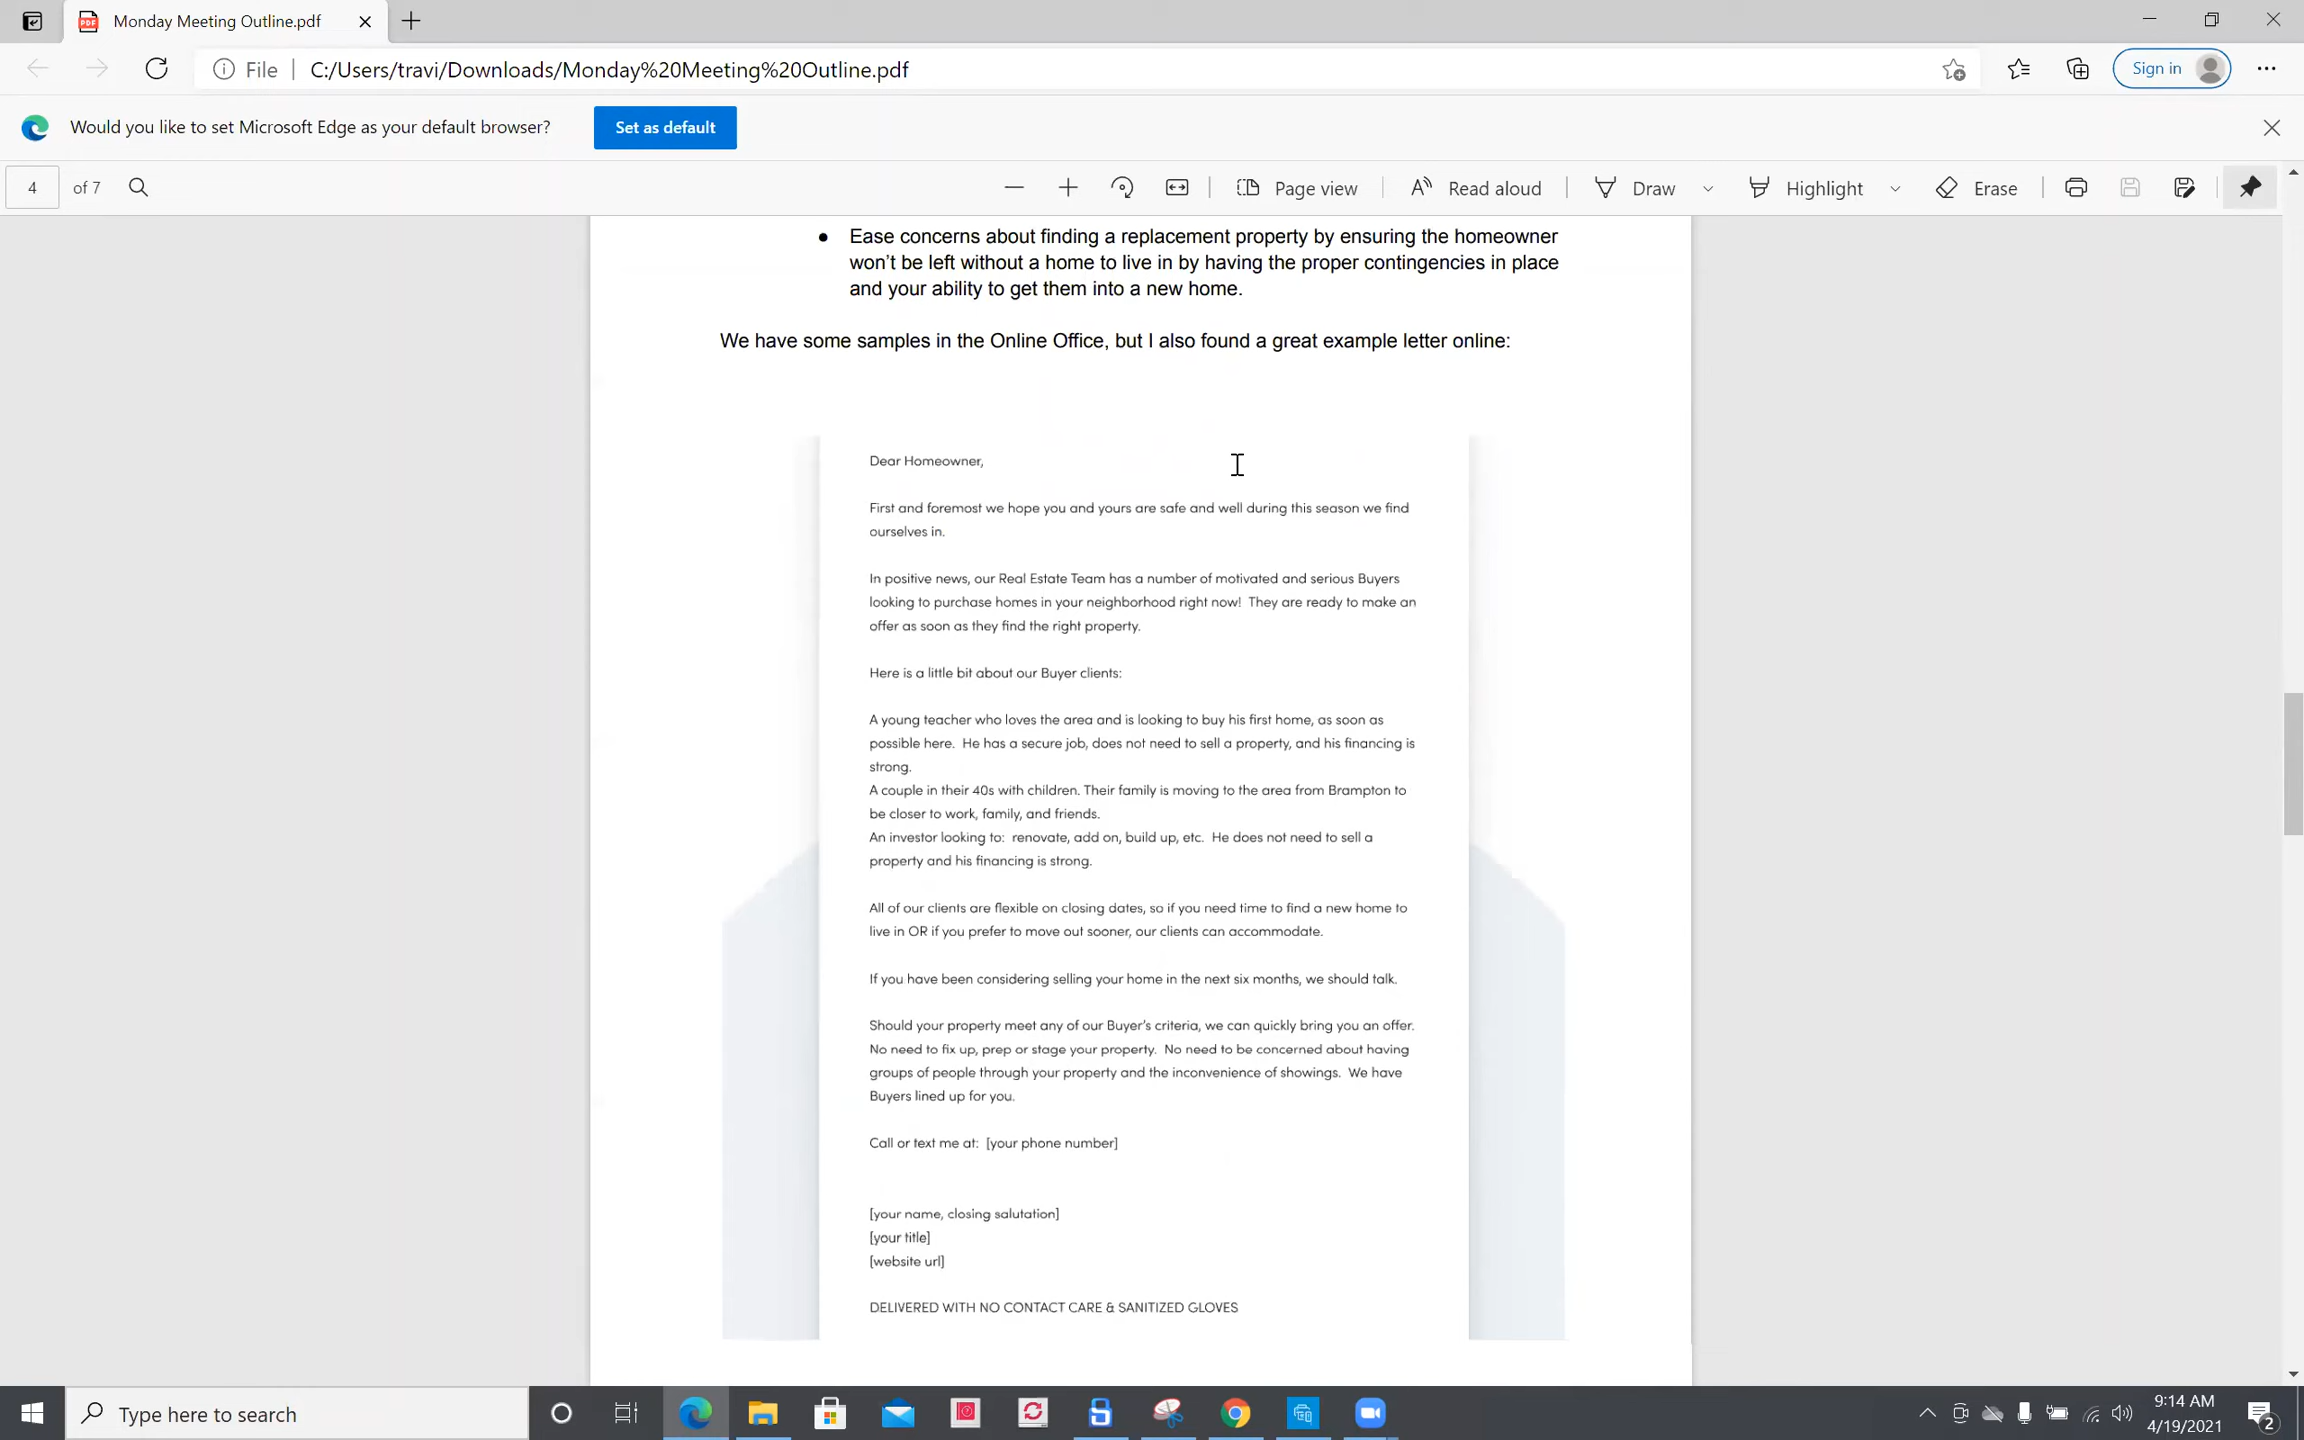 Monday Meeting Outline.pdf
File
C:/Users/travi/Downloads/Monday%20Meeting%20Outline.pdf
Sign in
Would you like to set Microsoft Edge as your default browser?
Set as default
4 of 7
Page view
Read aloud
Draw
Highlight
Erase
● Ease concerns about finding a replacement property by ensuring the homeowner
won't be left without a home to live in by having the proper contingencies in place
and your ability to get them into a new home.
We have some samples in the Online Office, but I also found a great example letter online:
Dear Homeowner,
First and foremost we hope you and yours are safe and well during this season we find
ourselves in.
In positive news, our Real Estate Team has a number of motivated and serious Buyers
looking to purchase homes in your neighborhood right now! They are ready to make an
offer as soon as they find the right property.
Here is a little bit about our Buyer clients:
A young teacher who loves the area and is looking to buy his first home, as soon as
possible here. He has a secure job, does not need to sell a property, and his financing is
strong.
A couple in their 40s with children. Their family is moving to the area from Brampton to
be closer to work, family, and friends.
An investor looking to: renovate, add on, build up, etc. He does not need to sell a
property and his financing is strong.
All of our clients are flexible on closing dates, so if you need time to find a new home to
live in OR if you prefer to move out sooner, our clients can accommodate.
If you have been considering selling your home in the next six months, we should talk.
Should your property meet any of our Buyer's criteria, we can quickly bring you an offer.
No need to fix up, prep or stage your property. No need to be concerned about having
groups of people through your property and the inconvenience of showings. We have
Buyers lined up for you.
Call or text me at: [your phone number]
[your name, closing salutation]
[your title]
[website url]
DELIVERED WITH NO CONTACT CARE & SANITIZED GLOVES
Type here to search
9:14 AM
4/19/2021
2